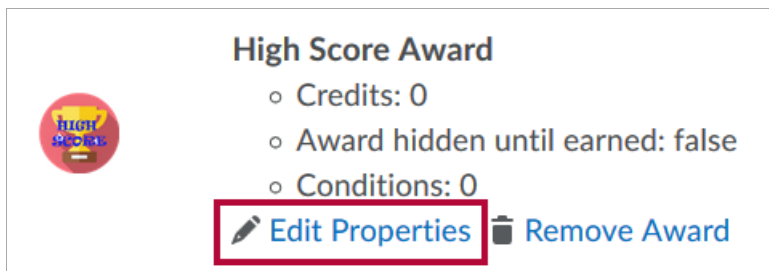 High Score Award
Credits: 0
HIGH
SCORE
Award hidden until earned: false
Conditions: 0
Edit Properties Remove Award